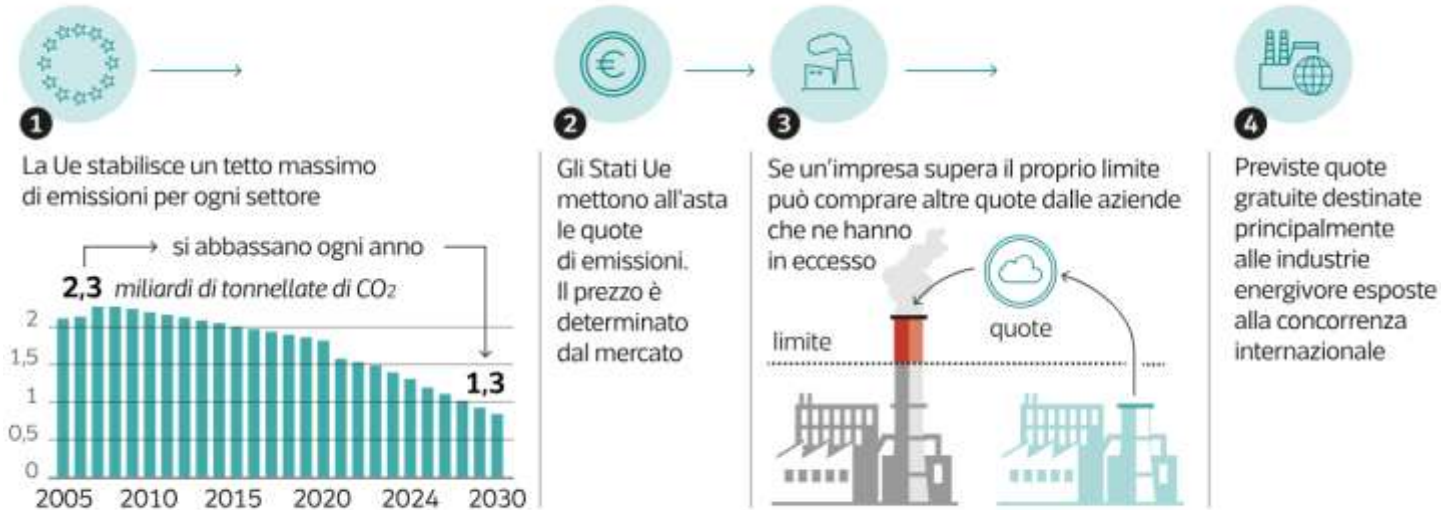 1
La Ue stabilisce un tetto massimo
di emissioni per ogni settore
si abbassano ogni anno
2,3 miliardi di tonnellate di CO2
1,3
2
1,5
1
0,5
0
2005 2010 2015 2020 2024 2030
2
Gli Stati Ue
mettono all'asta
le quote
di emissioni.
Il prezzo è
determinato
dal mercato
3
Se un'impresa supera il proprio limite
può comprare altre quote dalle aziende
che ne hanno
in eccesso
quote
limite
4
Previste quote
gratuite destinate
principalmente
alle industrie
energivore esposte
alla concorrenza
internazionale